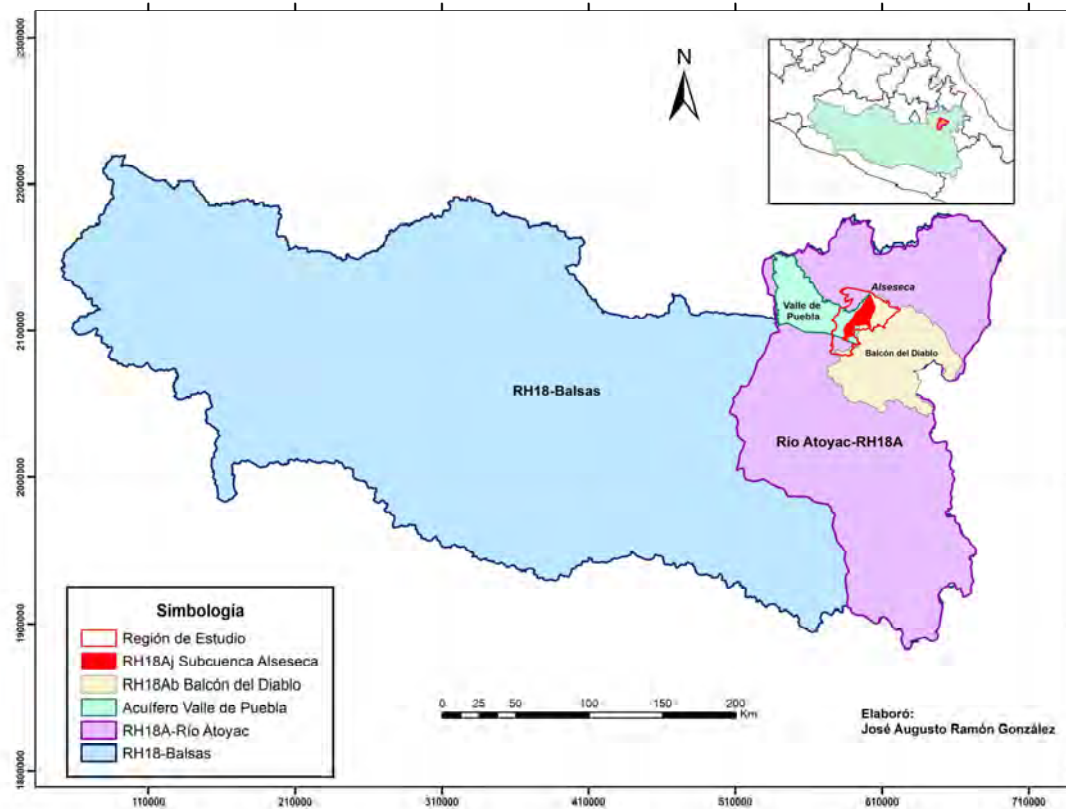 N
2300000
2200000
2100000
2000000
1900000
1800000
Alseseca
Valle de
Puebla
Balcón del Diablo
RH18-Balsas
Río Atoyac-RH18A
Simbología
Región de Estudio
RH18Aj Subcuenca Alseseca
RH18Ab Balcón del Diablo
Acuífero Valle de Puebla
RH18A-Río Atoyac
RH18-Balsas
0 25 50 100 150 200
Km
Elaboró:
José Augusto Ramón González
110000 210000 310000 410000 510000 610000 710000